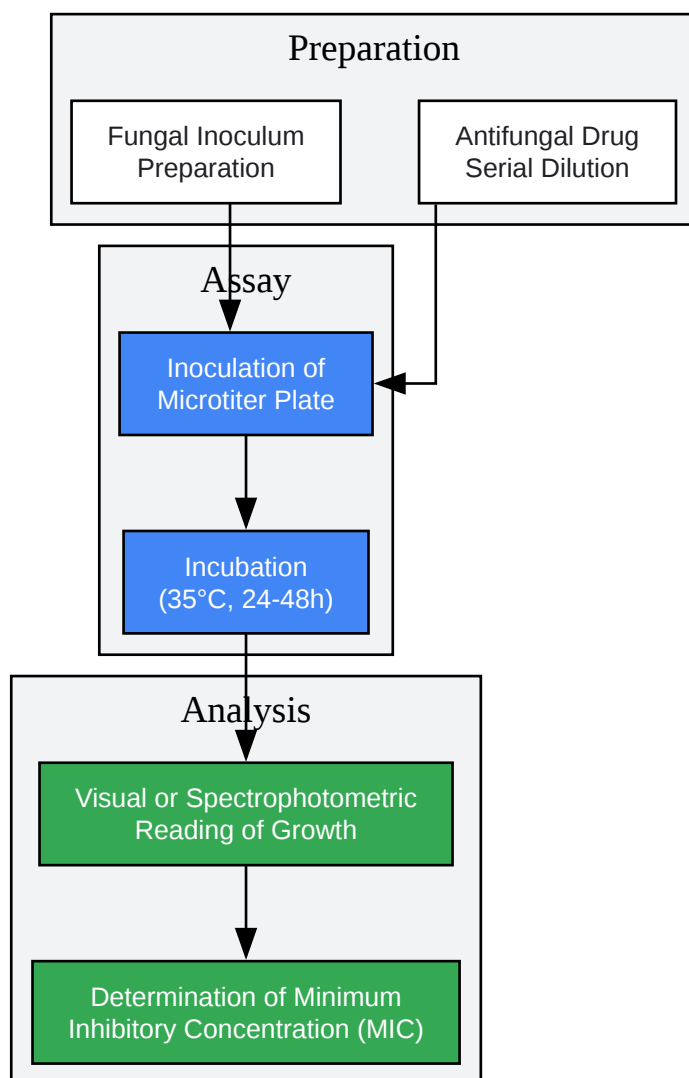 Preparation
Fungal Inoculum
Preparation
Antifungal Drug
Serial Dilution
Assay
Inoculation of
Microtiter Plate
Incubation
(35°C, 24-48h)
Analysis
Visual or Spectrophotometric
Reading of Growth
Determination of Minimum
Inhibitory Concentration (MIC)